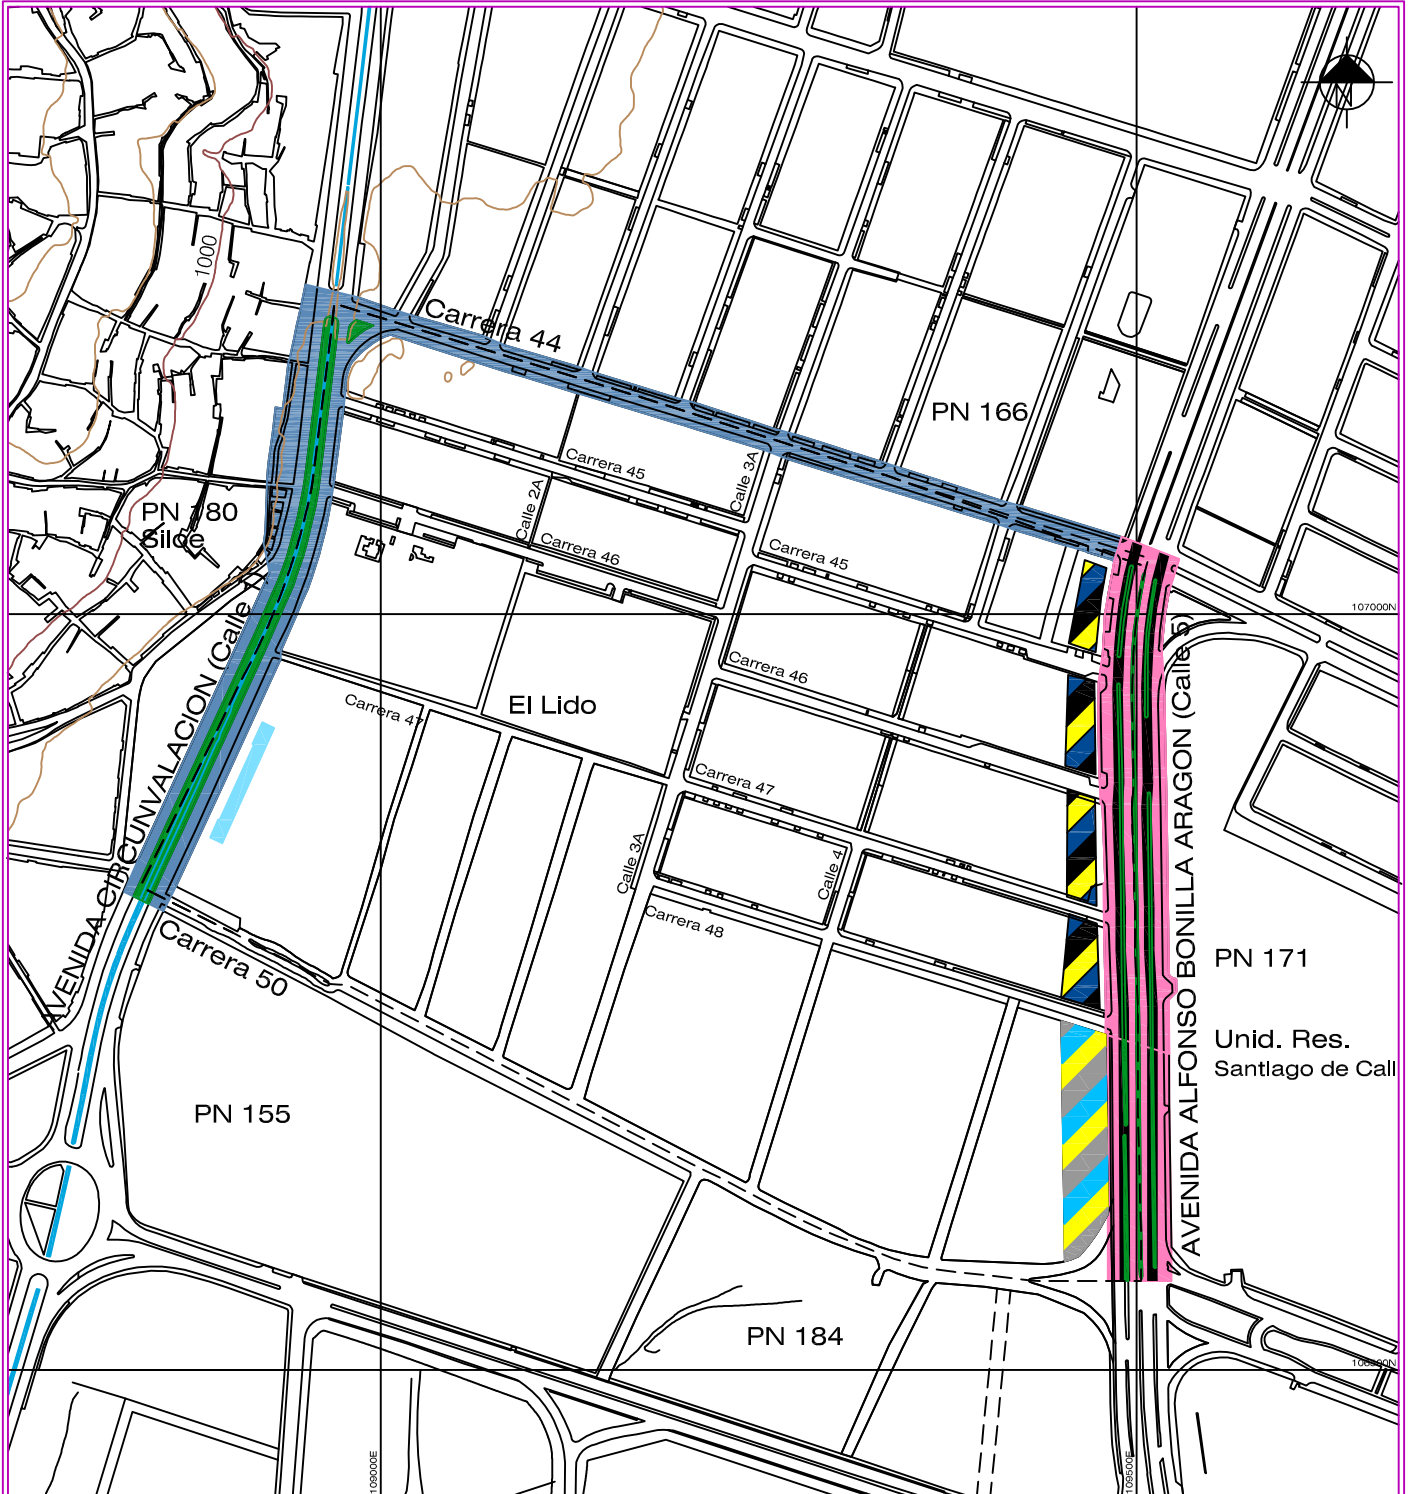 N
1000
Carrera 44
PN 166
Carrera 45
Calle 3A
Calle 2A
PN 180
Siloe
Carrera 46
Carrera 45
107000N
AVENIDA CIRCUNVALACION (Calle
AVENIDA ALFONSO BONILLA ARAGON (Calle 5)
Carrera 46
El Lido
Carrera 47
Carrera 47
Calle 3A
Calle 4
Carrera 48
Carrera 50
PN 171
Unid. Res.
Santiago de Cali
PN 155
PN 184
109000E
109500E